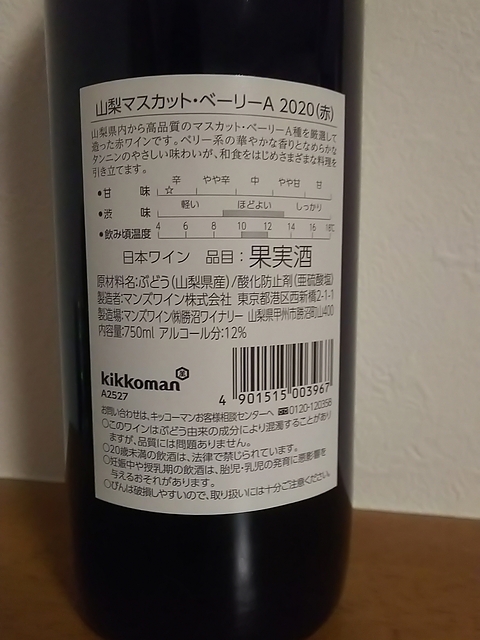 山梨マスカット・ベーリーA 2020(赤)
山梨県内から高品質のマスカット・ベーリーA種を厳選して
造った赤ワインです。ベリー系の華やかな香りとなめらかな
タンニンのやさしい味わいが、和食をはじめさまざまな料理を
引き立てます。
辛 やや辛 中 やや甘 甘
●甘 味 ☆
軽い ほどよい しっかり
●渋 味
●飲み頃温度 4 6 8 10 12 14 16 18℃
日本ワイン 品目:果実酒
原材料名:ぶどう(山梨県産)/酸化防止剤(亜硫酸塩)
製造者:マンズワイン株式会社 東京都港区西新橋2-1-1
製造場:マンズワイン㈱勝沼ワイナリー 山梨県甲州市勝沼町山400
内容量:750ml アルコール分:12%
kikkoman
A2527
4 901515 003967
お問い合わせは、キッコーマンお客様相談センターへ 0120-120358
○このワインはぶどう由来の成分により混濁することがあり
ますが、品質には問題ありません。
○20歳未満の飲酒は、法律で禁じられています。
○妊娠中や授乳期の飲酒は、胎児・乳児の発育に悪影響を
与えるおそれがあります。
○びんは破損しやすいので、取り扱いには十分ご注意ください。